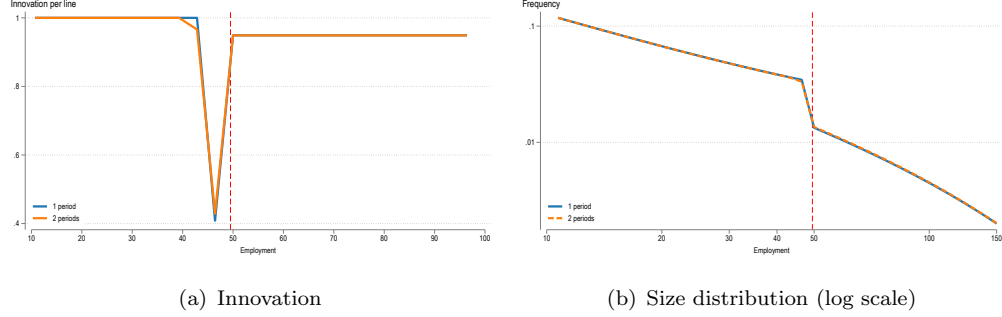 Innovation per line
1
.8
.6
.4
1 period
2 periods
10
20
30
40
50
60
70
80
90
100
Employment
(a) Innovation
Frequency
.1
.01
1 period
2 periods
10
20
30
40
50
100
150
Employment
(b) Size distribution (log scale)